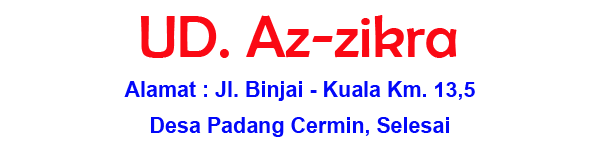 UD. Az-zikra
Alamat : Jl. Binjai - Kuala Km. 13,5
Desa Padang Cermin, Selesai